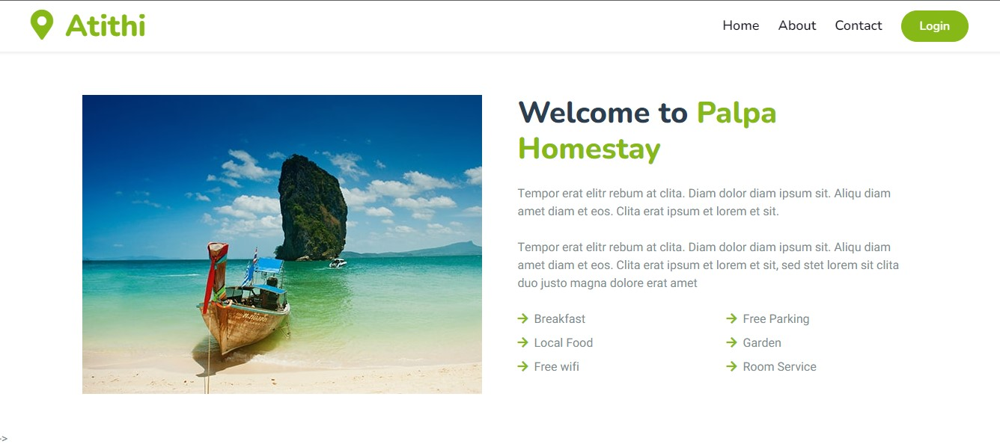 Atithi
Home About Contact Login
Welcome to Palpa
Homestay
Tempor erat elitr rebum at clita. Diam dolor diam ipsum sit. Aliqu diam
amet diam et eos. Clita erat ipsum et lorem et sit.
Tempor erat elitr rebum at clita. Diam dolor diam ipsum sit. Aliqu diam
amet diam et eos. Clita erat ipsum et lorem et sit, sed stet lorem sit clita
duo justo magna dolore erat amet
Breakfast
Free Parking
Local Food
Garden
Free wifi
Room Service
->